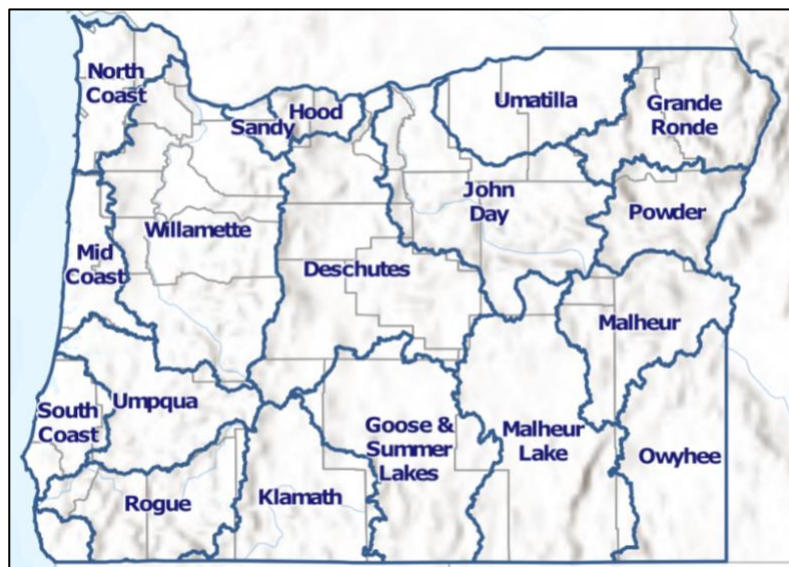 North
Coast
Sandy
Hood
Umatilla
Grande
Ronde
Willamette
John
Day
Powder
Mid
Coast
Deschutes
Malheur
South
Coast
Umpqua
Goose &
Summer
Lakes
Malheur
Lake
Owyhee
Rogue
Klamath